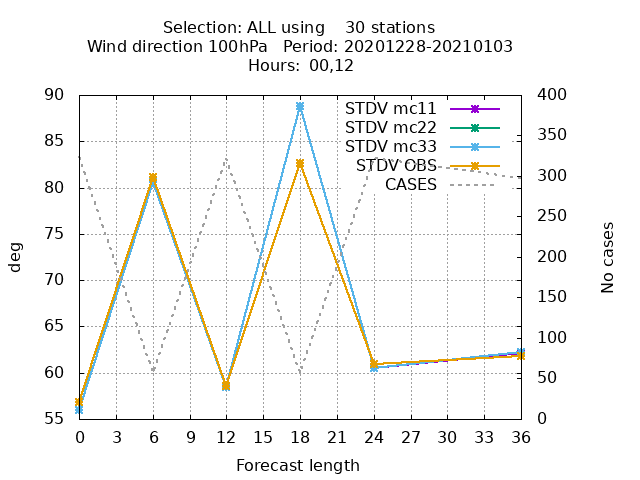 Selection: ALL using 30 stations
Wind direction 100hPa Period: 20201228-20210103
Hours: 00,12
90
85
80
75
70
65
60
55
deg
400
350
300
250
200
150
100
50
0
No cases
STDV mc11
STDV mc22
STDV mc33
STDV OBS
CASES
0 3 6 9 12 15 18 21 24 27 30 33 36
Forecast length